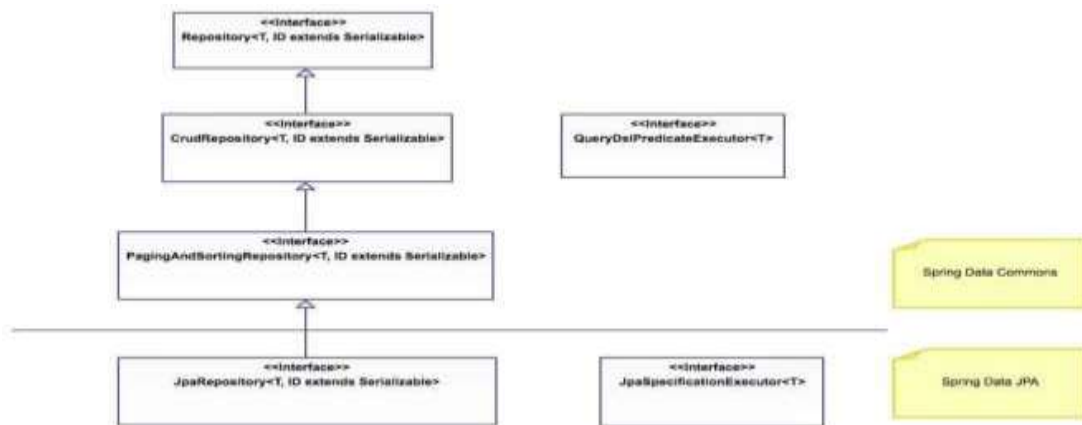 <<Interface>>
Repository<T, ID extends Serializable>
<<Interface>>
CrudRepository<T, ID extends Serializable>
<<Interface>>
QueryDslPredicateExecutor<T>
<<Interface>>
PagingAndSortingRepository<T, ID extends Serializable>
Spring Data Commons
<<Interface>>
JpaRepository<T, ID extends Serializable>
<<Interface>>
JpaSpecificationExecutor<T>
Spring Data JPA